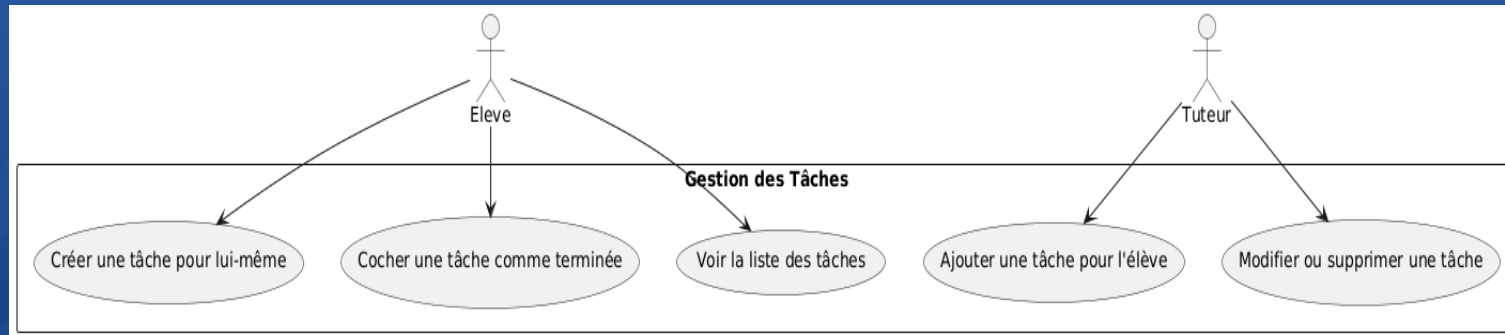 Eleve
Tuteur
Gestion des Tâches
Créer une tâche pour lui-même
Cocher une tâche comme terminée
Voir la liste des tâches
Ajouter une tâche pour l'élève
Modifier ou supprimer une tâche